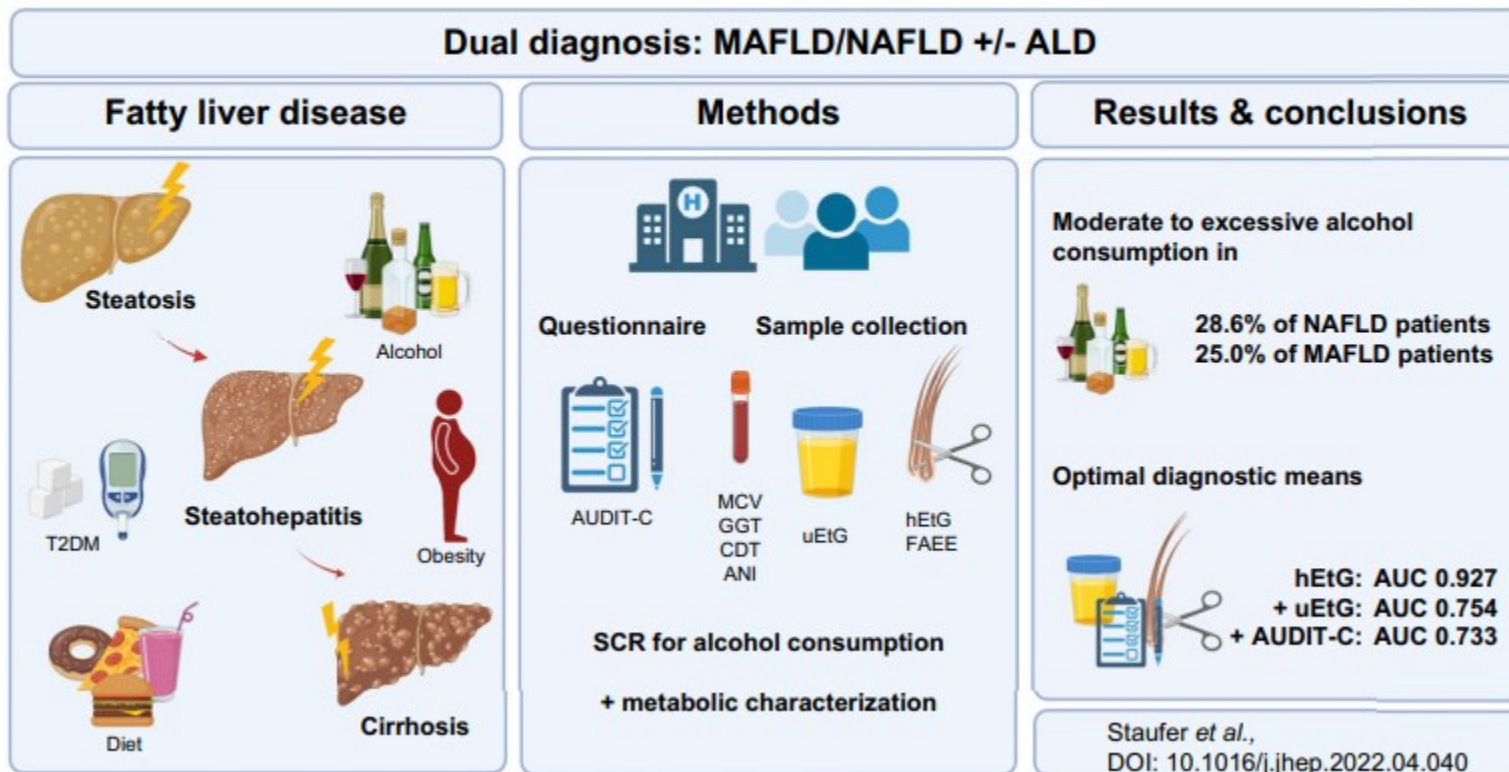 Dual diagnosis: MAFLD/NAFLD +/- ALD
Fatty liver disease
Steatosis
Alcohol
Steatohepatitis
T2DM
Obesity
Diet
Cirrhosis
Methods
H
Questionnaire
Sample collection
AUDIT-C
MCV
GGT
CDT
ANI
uEtG
hEtG
FAEE
SCR for alcohol consumption
+ metabolic characterization
Results & conclusions
Moderate to excessive alcohol
consumption in
28.6% of NAFLD patients
25.0% of MAFLD patients
Optimal diagnostic means
hEtG: AUC 0.927
+ uEtG: AUC 0.754
+ AUDIT-C: AUC 0.733
Staufer et al.,
DOI: 10.1016/j.jhep.2022.04.040